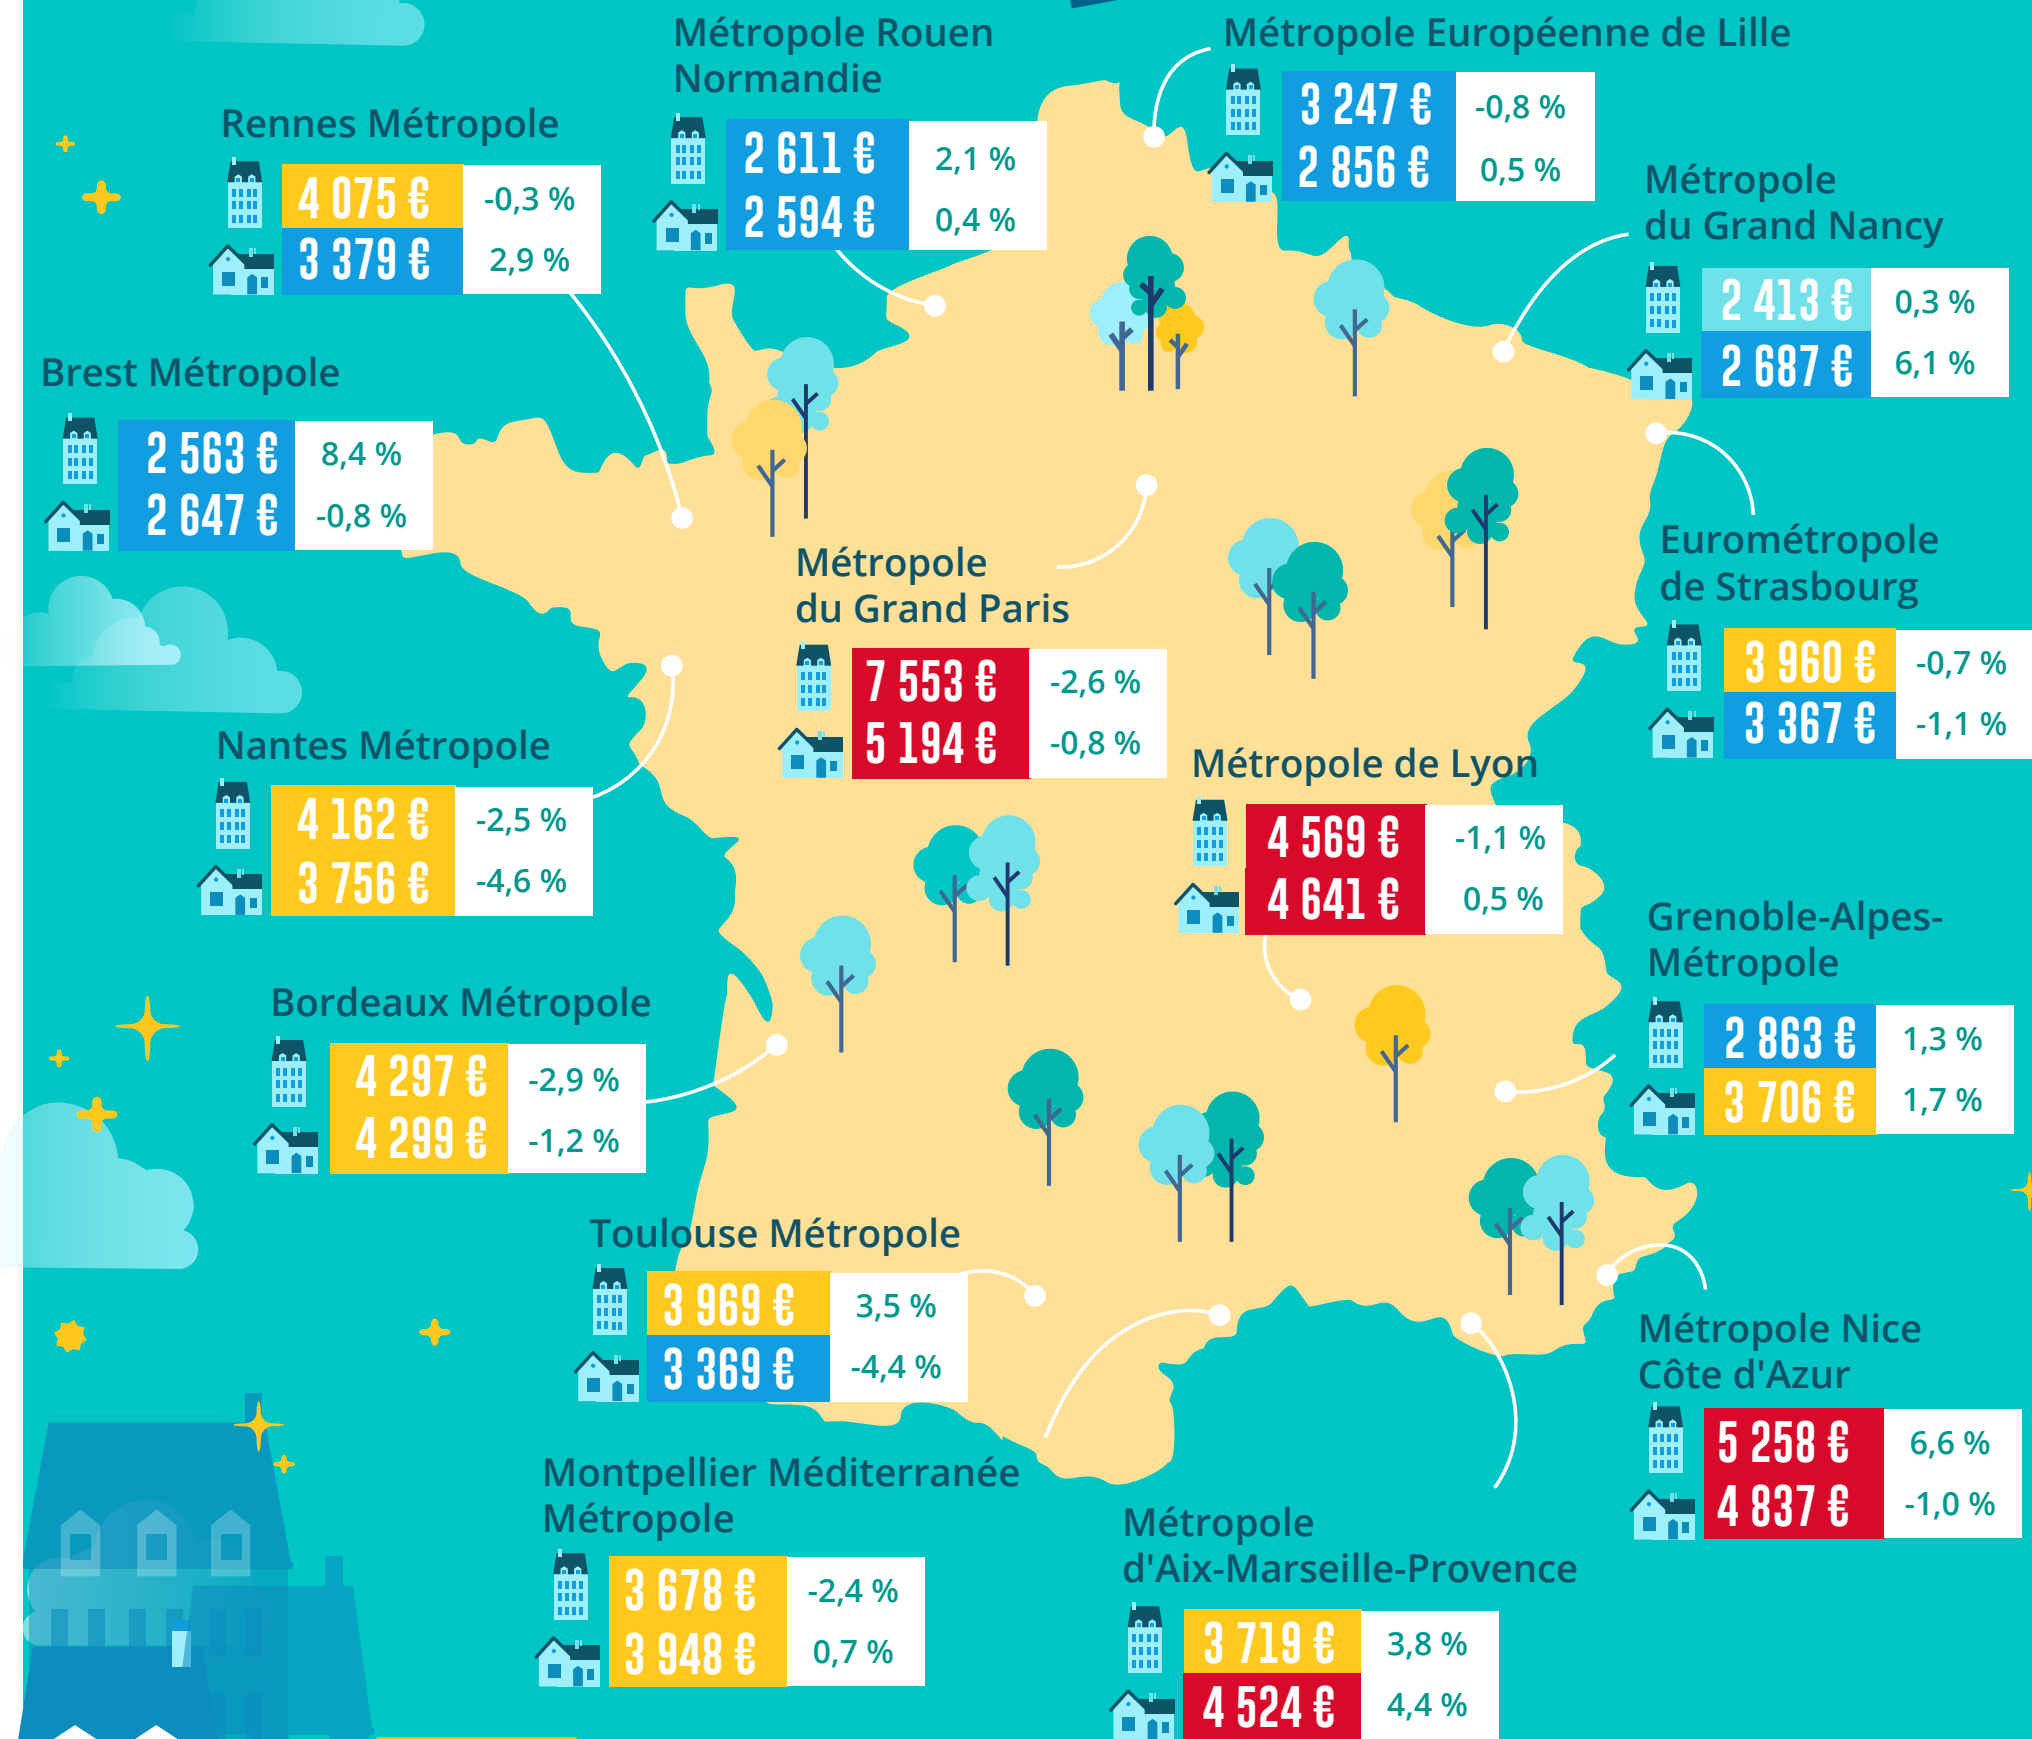 Métropole Rouen
Normandie
2 611 € 2,1 %
2 594 € 0,4 %
Métropole Européenne de Lille
3 247 € -0,8 %
2 856 € 0,5 %
Rennes Métropole
4 075 € -0,3 %
3 379 € 2,9 %
Métropole
du Grand Nancy
2 413 € 0,3 %
2 687 € 6,1 %
Brest Métropole
2 563 € 8,4 %
2 647 € -0,8 %
Métropole
du Grand Paris
7 553 € -2,6 %
5 194 € -0,8 %
Eurométropole
de Strasbourg
3 960 € -0,7 %
3 367 € -1,1 %
Nantes Métropole
4 162 € -2,5 %
3 756 € -4,6 %
Métropole de Lyon
4 569 € -1,1 %
4 641 € 0,5 %
Grenoble-Alpes-
Métropole
2 863 € 1,3 %
3 706 € 1,7 %
Bordeaux Métropole
4 297 € -2,9 %
4 299 € -1,2 %
Toulouse Métropole
3 969 € 3,5 %
3 369 € -4,4 %
Métropole Nice
Côte d'Azur
5 258 € 6,6 %
4 837 € -1,0 %
Montpellier Méditerranée
Métropole
3 678 € -2,4 %
3 948 € 0,7 %
Métropole
d'Aix-Marseille-Provence
3 719 € 3,8 %
4 524 € 4,4 %